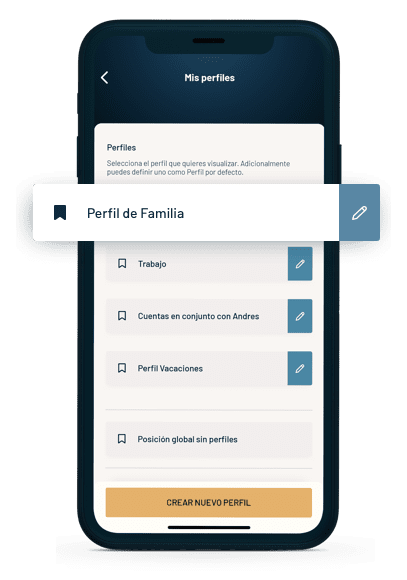 Mis perfiles
Perfiles
Selecciona el perfil que quieres visualizar. Adicionalmente
puedes definir uno como Perfil por defecto.
Perfil de Familia
Trabajo
Cuentas en conjunto con Andres
Perfil Vacaciones
Posición global sin perfiles
CREAR NUEVO PERFIL